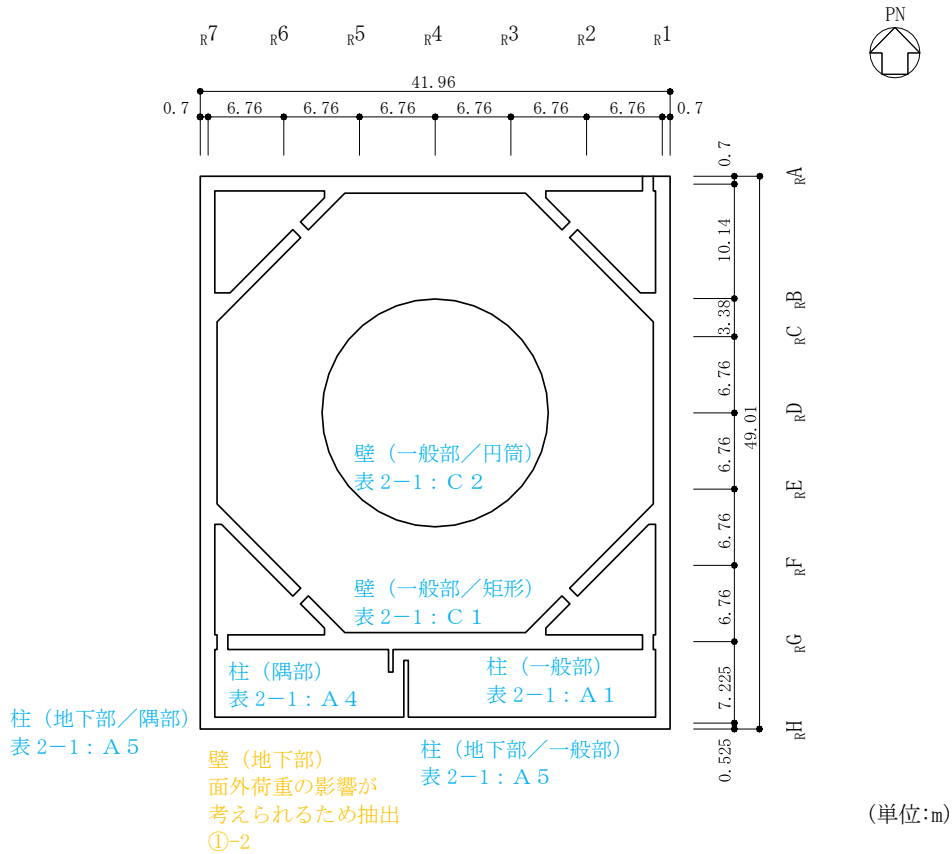 R7 R6 R5 R4 R3 R2 R1
PN
41.96
0.7 6.76 6.76 6.76 6.76 6.76 6.76 0.7
0.7
RA
10.14
RB
3.38
RC
6.76
RD
49.01
6.76
RE
6.76
RF
6.76
RG
7.225
RH
0.525
壁（一般部／円筒）
表２－１：Ｃ２
壁（一般部／矩形）
表２－１：Ｃ１
柱（隅部）
表２－１：Ａ４
柱（一般部）
表２－１：Ａ１
柱（地下部／隅部）
表２－１：Ａ５
柱（地下部／一般部）
表２－１：Ａ５
壁（地下部）
面外荷重の影響が
考えられるため抽出
①-2
(単位:m)